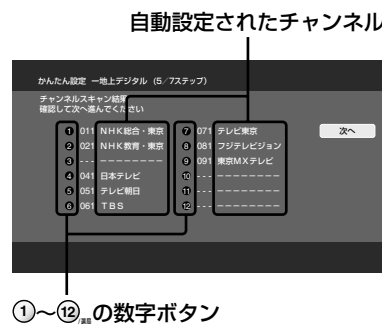 自動設定されたチャンネル
かんたん設定 ー地上デジタル (5/7ステップ)
チャンネルスキャン結果
確認して次へ進んでください
① 011 NHK総合・東京
② 021 NHK教育・東京
③ --- ---------
④ 041 日本テレビ
⑤ 051 テレビ朝日
⑥ 061 TBS
⑦ 071 テレビ東京
⑧ 081 フジテレビジョン
⑨ 091 東京MXテレビ
⑩ --- ---------
⑪ --- ---------
⑫ --- ---------
次へ
①～⑫の数字ボタン